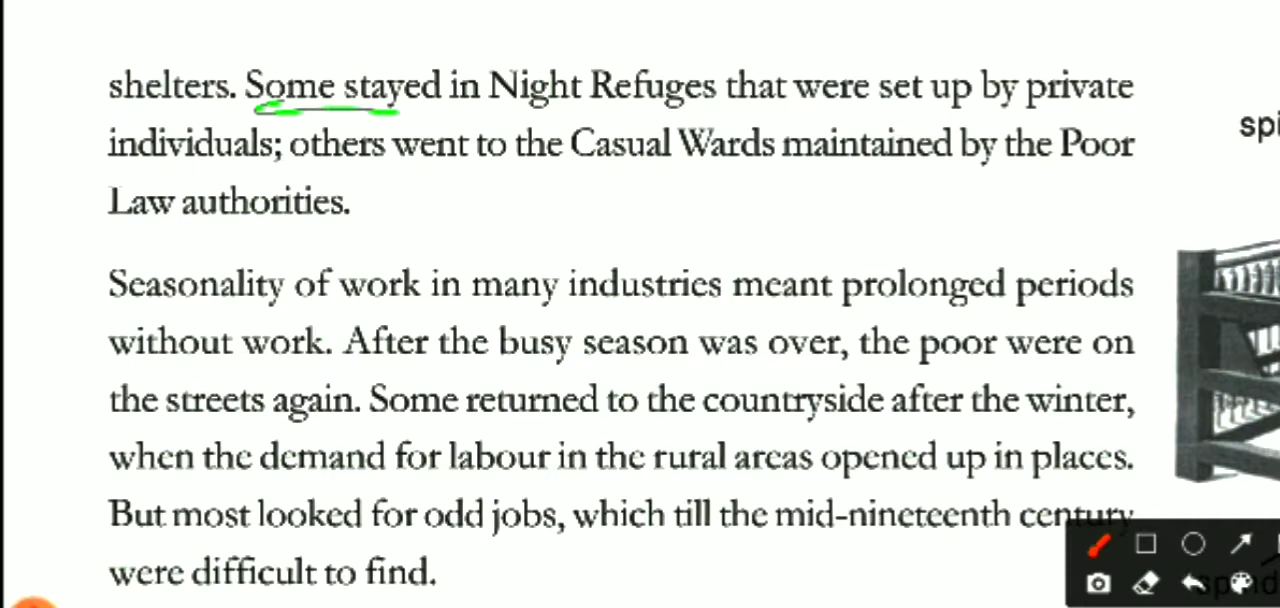 shelters. Some stayed in Night Refuges that were set up by private
individuals; others went to the Casual Wards maintained by the Poor
Law authorities.
Seasonality of work in many industries meant prolonged periods
without work. After the busy season was over, the poor were on
the streets again. Some returned to the countryside after the winter,
when the demand for labour in the rural areas opened up in places.
But most looked for odd jobs, which till the mid-nineteenth century
were difficult to find.
spi